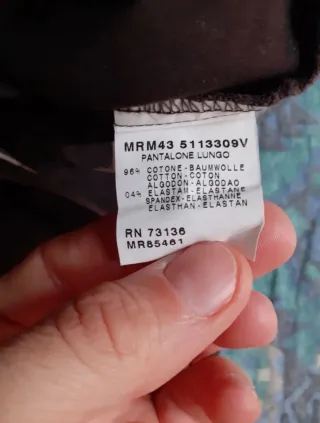 MRM43 5113309V
PANTALONE LUNGO
96% COTONE-BAUMWOLLE
COTTON-COTON
ALGODON-ALGODAO
04% ELASTAM-ELASTANE
SPANDEX-ELASTHANNE
ELASTHAN-ELASTAN
RN 73136
MR85461